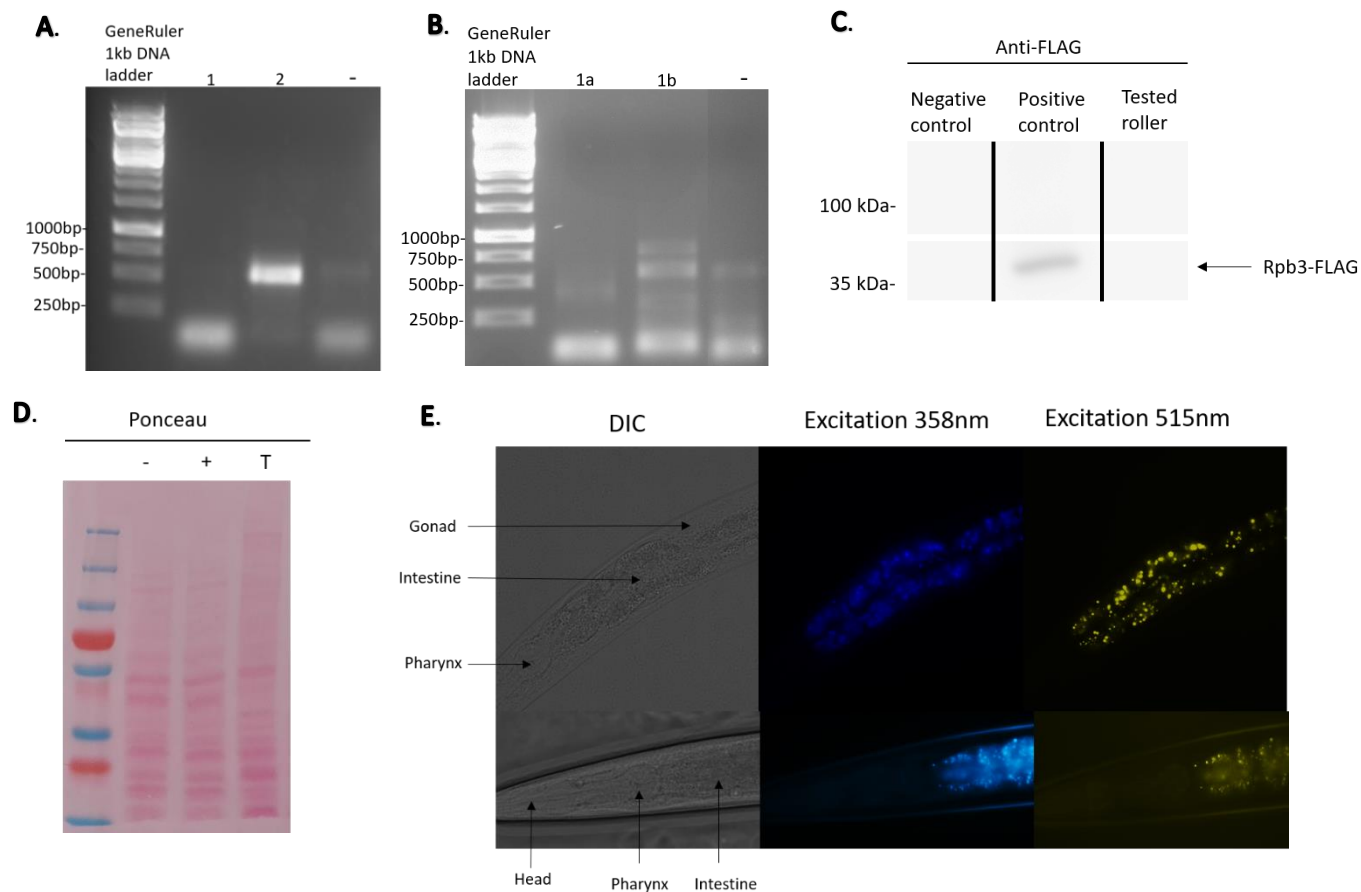 A.
GeneRuler
1kb DNA
ladder
1
2
-
1000bp-
750bp-
500bp-
250bp-
B.
GeneRuler
1kb DNA
ladder
1a
1b
-
1000bp-
750bp-
500bp-
250bp-
C.
Anti-FLAG
Negative
control
Positive
control
Tested
roller
100 kDa-
35 kDa-
Rpb3-FLAG
D.
Ponceau
- + T
E.
DIC
Excitation 358nm
Excitation 515nm
Gonad
Intestine
Pharynx
Head
Pharynx
Intestine